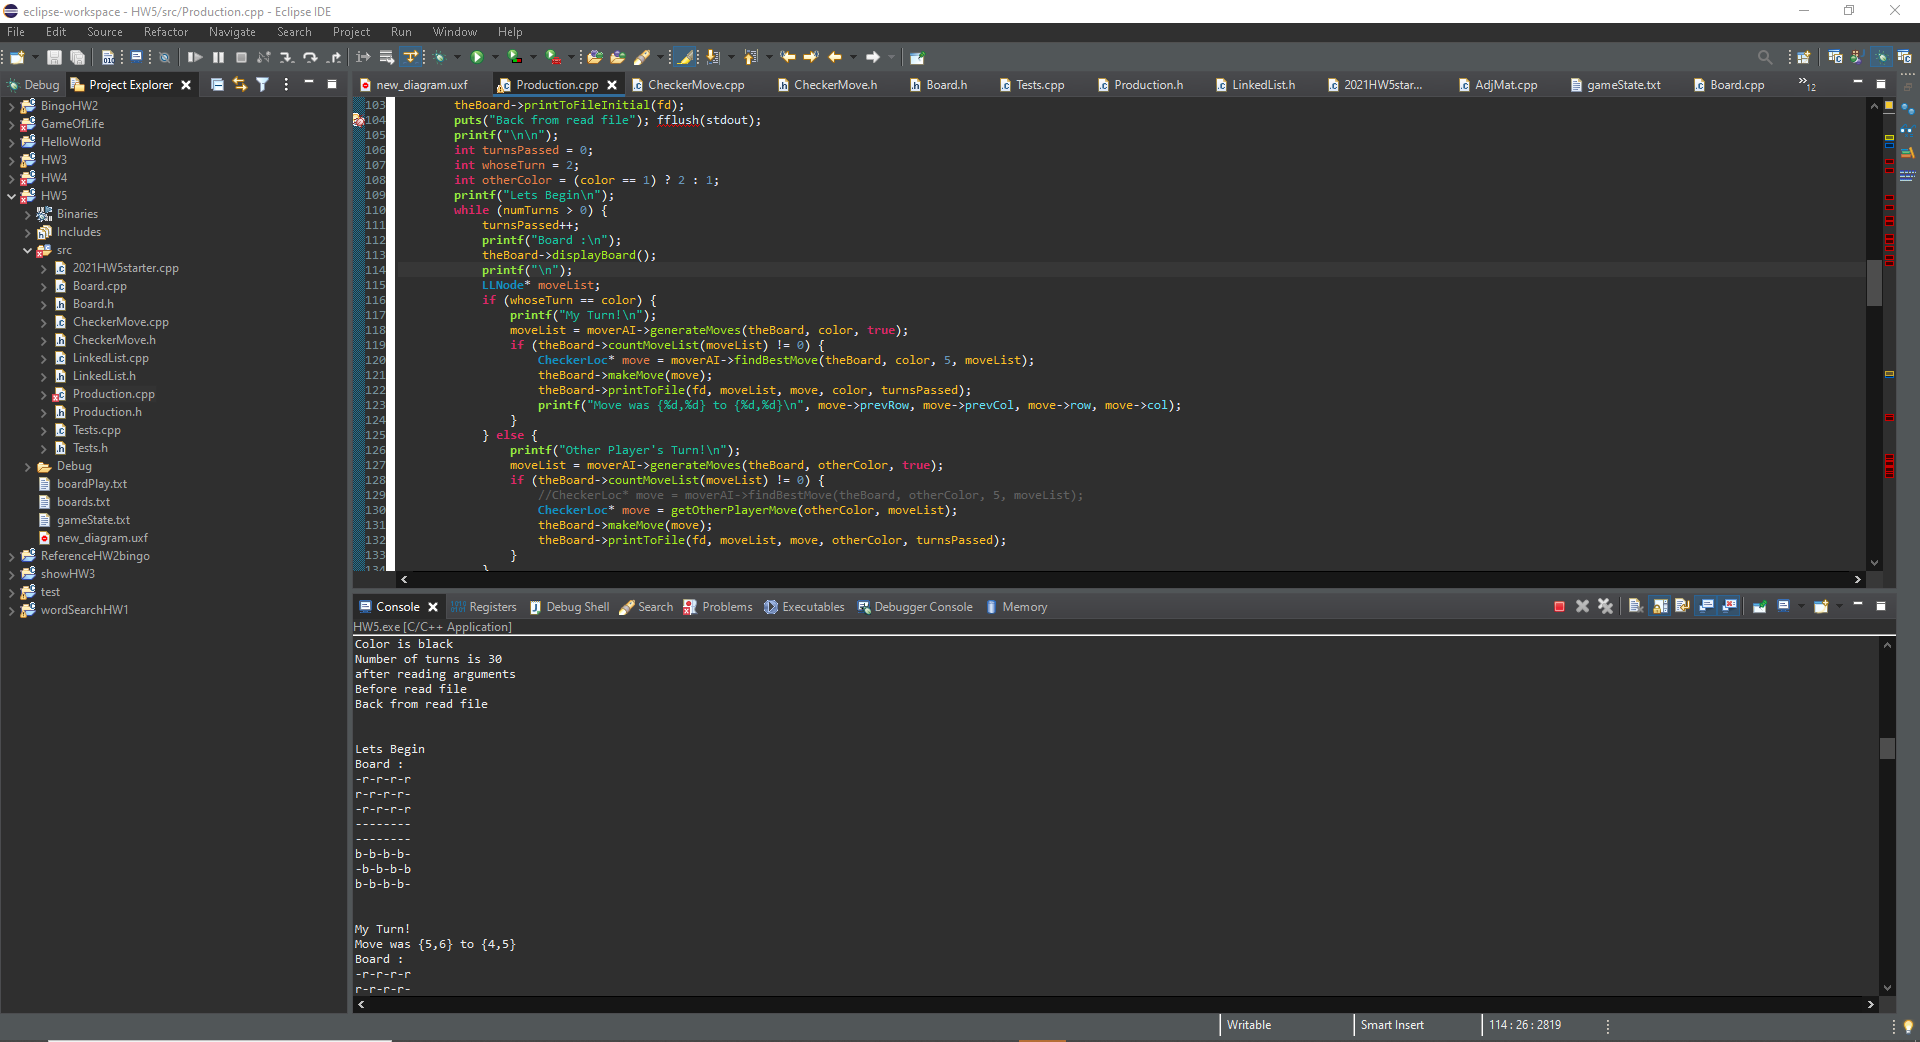 eclipse-workspace - HW5/src/Production.cpp - Eclipse IDE
File Edit Source Refactor Navigate Search Project Run Window Help
Debug Project Explorer
new_diagram.uxf Production.cpp CheckerMove.cpp CheckerMove.h Board.h Tests.cpp Production.h LinkedList.h 2021HW5star... AdjMat.cpp gameState.txt Board.cpp 12
BingoHW2
GameOfLife
HelloWorld
HW3
HW4
HW5
Binaries
Includes
src
2021HW5starter.cpp
Board.cpp
Board.h
CheckerMove.cpp
CheckerMove.h
LinkedList.cpp
LinkedList.h
Production.cpp
Production.h
Tests.cpp
Tests.h
Debug
boardPlay.txt
boards.txt
gameState.txt
new_diagram.uxf
ReferenceHW2bingo
showHW3
test
wordSearchHW1
103 theBoard->printToFileInitial(fd);
104 puts("Back from read file"); fflush(stdout);
105 printf("\n\n");
106 int turnsPassed = 0;
107 int whoseTurn = 2;
108 int otherColor = (color == 1) ? 2 : 1;
109 printf("Lets Begin\n");
110 while (numTurns > 0) {
111 turnsPassed++;
112 printf("Board :\n");
113 theBoard->displayBoard();
114 printf("\n");
115 LLNode* moveList;
116 if (whoseTurn == color) {
117 printf("My Turn!\n");
118 moveList = moverAI->generateMoves(theBoard, color, true);
119 if (theBoard->countMoveList(moveList) != 0) {
120 CheckerLoc* move = moverAI->findBestMove(theBoard, color, 5, moveList);
121 theBoard->makeMove(move);
122 theBoard->printToFile(fd, moveList, move, color, turnsPassed);
123 printf("Move was {%d,%d} to {%d,%d}\n", move->prevRow, move->prevCol, move->row, move->col);
124 }
125 } else {
126 printf("Other Player's Turn!\n");
127 moveList = moverAI->generateMoves(theBoard, otherColor, true);
128 if (theBoard->countMoveList(moveList) != 0) {
129 //CheckerLoc* move = moverAI->findBestMove(theBoard, otherColor, 5, moveList);
130 CheckerLoc* move = getOtherPlayerMove(otherColor, moveList);
131 theBoard->makeMove(move);
132 theBoard->printToFile(fd, moveList, move, otherColor, turnsPassed);
133 }
134 }
Console Registers Debug Shell Search Problems Executables Debugger Console Memory
HW5.exe [C/C++ Application]
Color is black
Number of turns is 30
after reading arguments
Before read file
Back from read file
Lets Begin
Board :
-r-r-r-r
r-r-r-r-
-r-r-r-r
--------
--------
b-b-b-b-
-b-b-b-b
b-b-b-b-
My Turn!
Move was {5,6} to {4,5}
Board :
-r-r-r-r
r-r-r-r-
Writable Smart Insert 114 : 26 : 2819